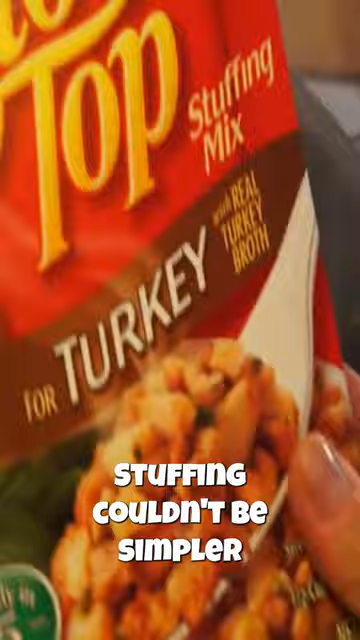 Top
Stuffing
Mix
with REAL
TURKEY
BROTH
FOR TURKEY
STUFFING
COULDN'T BE
SIMPLER